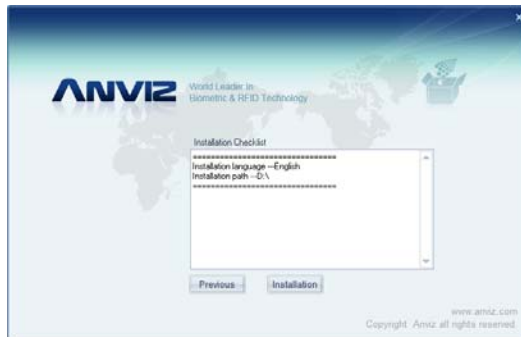 ANVIZ
World Leader in
Biometric & RFID Technology
Installation Checklist
================================
Installation language ---English
Installation path ---D:\
================================
Previous
Installation
www.anviz.com
Copyright Anviz all rights reserved